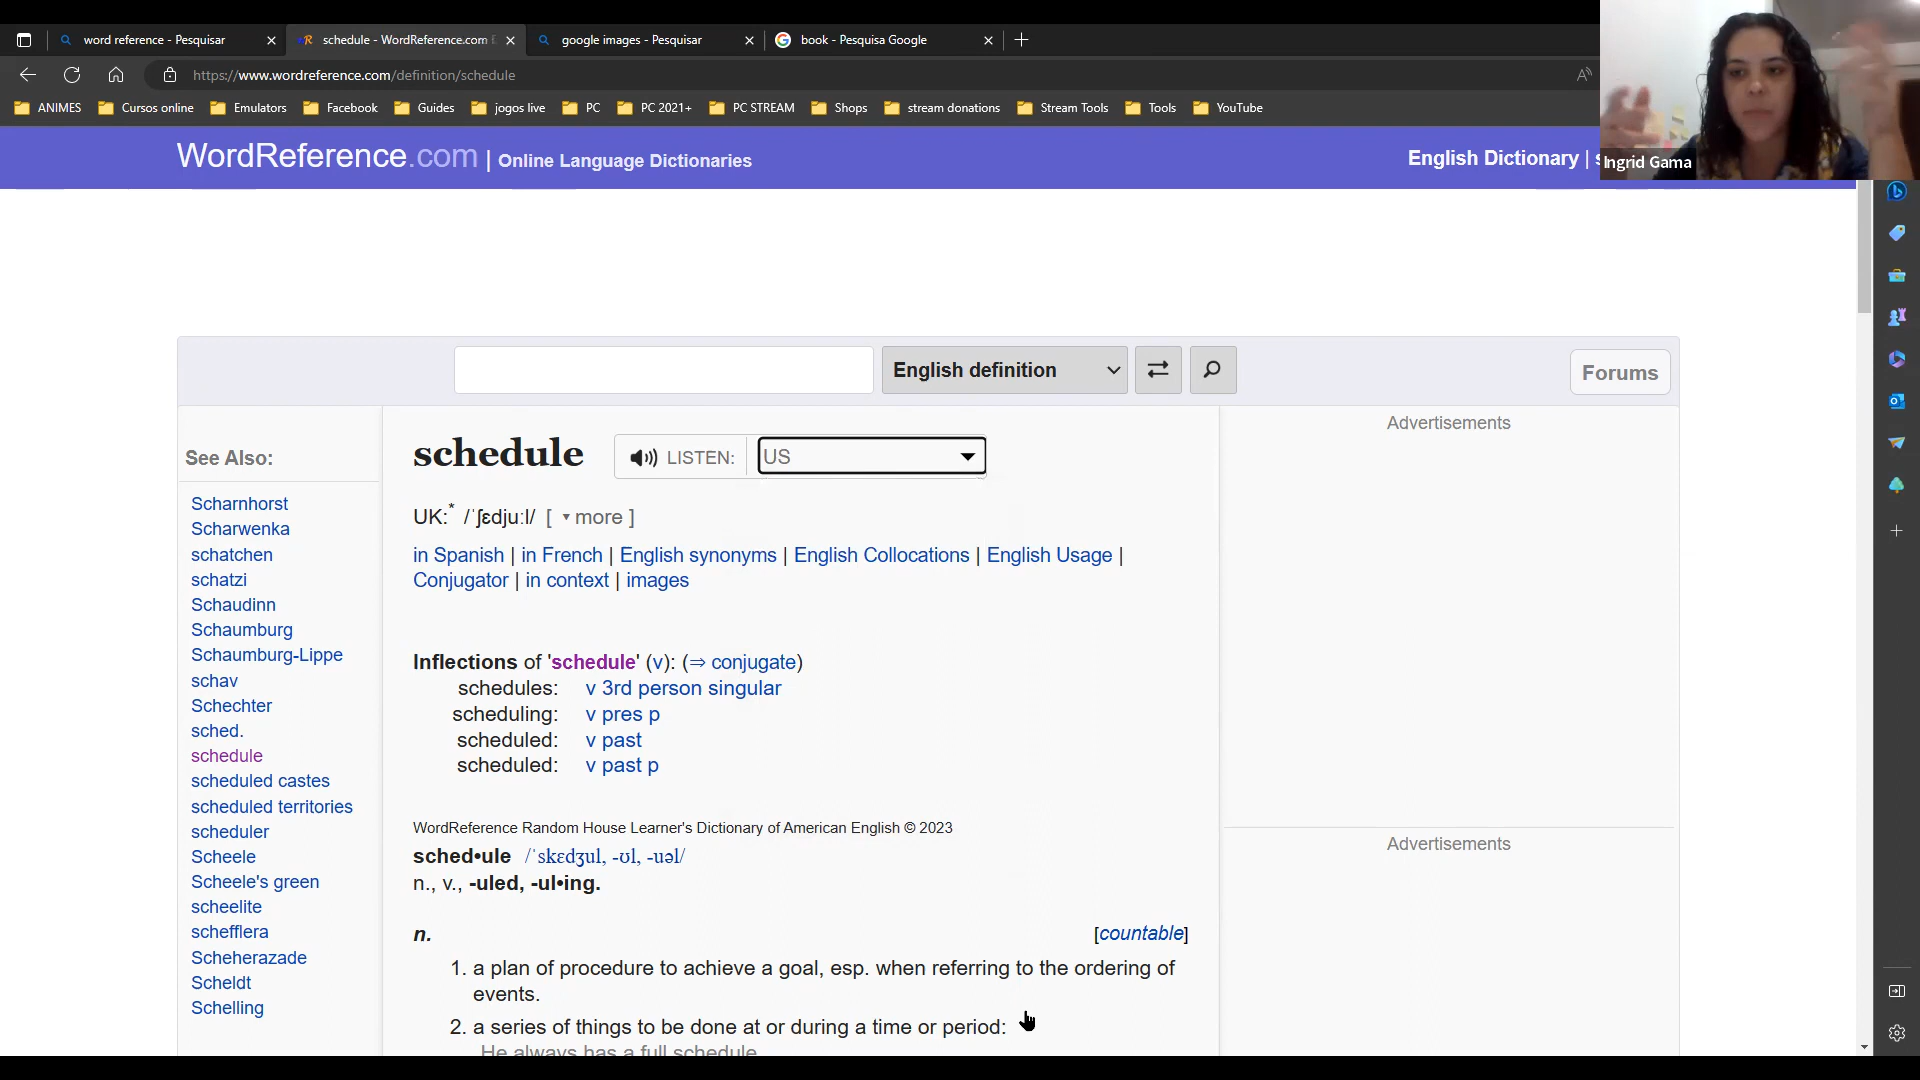 word reference - Pesquisar
schedule - WordReference.com
google images - Pesquisar
book - Pesquisa Google
https://www.wordreference.com/definition/schedule
ANIMES Cursos online Emulators Facebook Guides jogos live PC PC 2021+ PC STREAM Shops stream donations Stream Tools Tools YouTube
WordReference.com | Online Language Dictionaries
English Dictionary |
Ingrid Gama
English definition
Forums
See Also:
Scharnhorst
Scharwenka
schatchen
schatzi
Schaudinn
Schaumburg
Schaumburg-Lippe
schav
Schechter
sched.
schedule
scheduled castes
scheduled territories
scheduler
Scheele
Scheele's green
scheelite
schefflera
Scheherazade
Scheldt
Schelling
schedule LISTEN: US
UK:* /ˈʃɛdjuːl/ [ ▾ more ]
in Spanish | in French | English synonyms | English Collocations | English Usage |
Conjugator | in context | images
Inflections of 'schedule' (v): (⇒ conjugate)
schedules: v 3rd person singular
scheduling: v pres p
scheduled: v past
scheduled: v past p
WordReference Random House Learner's Dictionary of American English © 2023
sched•ule /ˈskɛdʒul, -ʊl, -uəl/
n., v., -uled, -ul•ing.
n. [countable]
1. a plan of procedure to achieve a goal, esp. when referring to the ordering of
events.
2. a series of things to be done at or during a time or period:
He always has a full schedule.
Advertisements
Advertisements